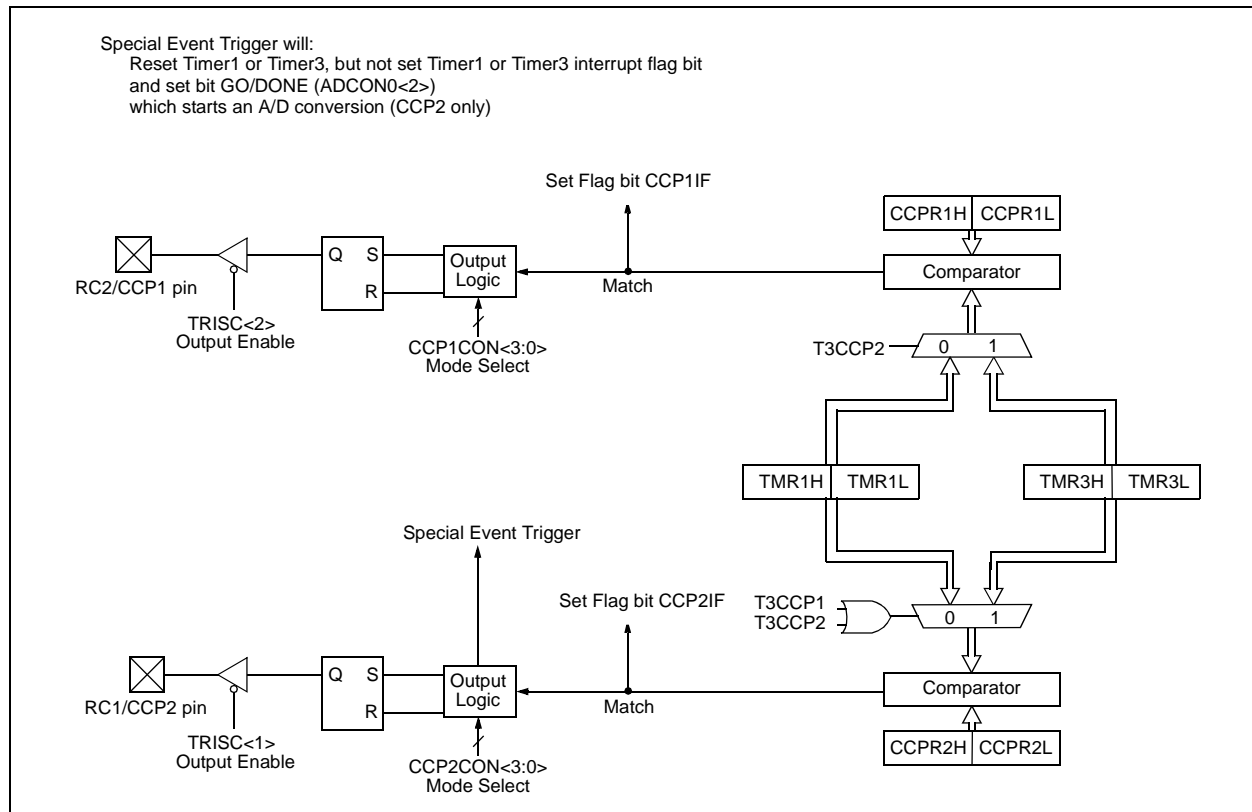 Special Event Trigger will:
Reset Timer1 or Timer3, but not set Timer1 or Timer3 interrupt flag bit
and set bit GO/DONE (ADCON0<2>)
which starts an A/D conversion (CCP2 only)
Set Flag bit CCP1IF
CCPR1H CCPR1L
Q S
R
Output
Logic
Comparator
RC2/CCP1 pin
Match
TRISC<2>
Output Enable
CCP1CON<3:0>
Mode Select
T3CCP2
0 1
TMR1H TMR1L
TMR3H TMR3L
Special Event Trigger
Set Flag bit CCP2IF
T3CCP1
T3CCP2
0 1
Q S
R
Output
Logic
Comparator
RC1/CCP2 pin
Match
TRISC<1>
Output Enable
CCP2CON<3:0>
Mode Select
CCPR2H CCPR2L